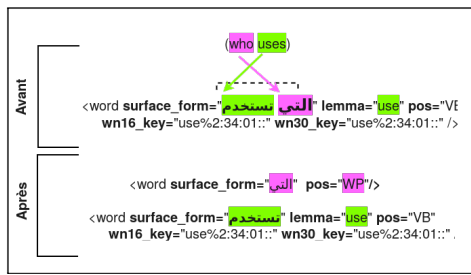 (who uses)
Avant
<word surface_form="التي تستخدم" lemma="use" pos="VB
wn16_key="use%2:34:01::" wn30_key="use%2:34:01::" />
Après
<word surface_form="التي" pos="WP"/>
<word surface_form="تستخدم" lemma="use" pos="VB"
wn16_key="use%2:34:01::" wn30_key="use%2:34:01::"